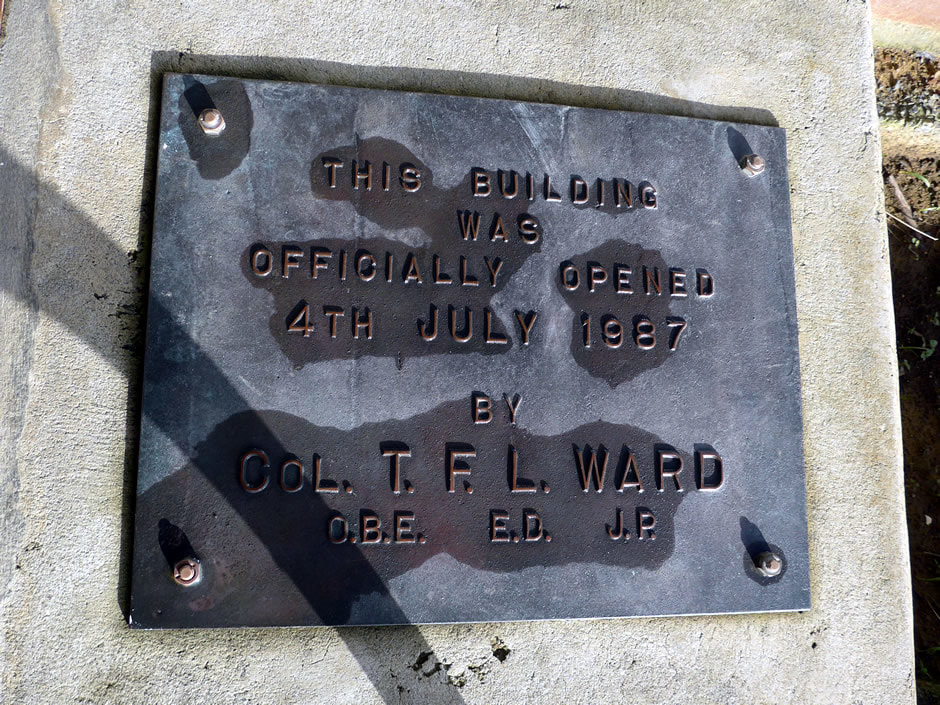 THIS BUILDING
WAS
OFFICIALLY OPENED
4TH JULY 1987
BY
COL. T. F. L. WARD
O.B.E. E.D. J.P.